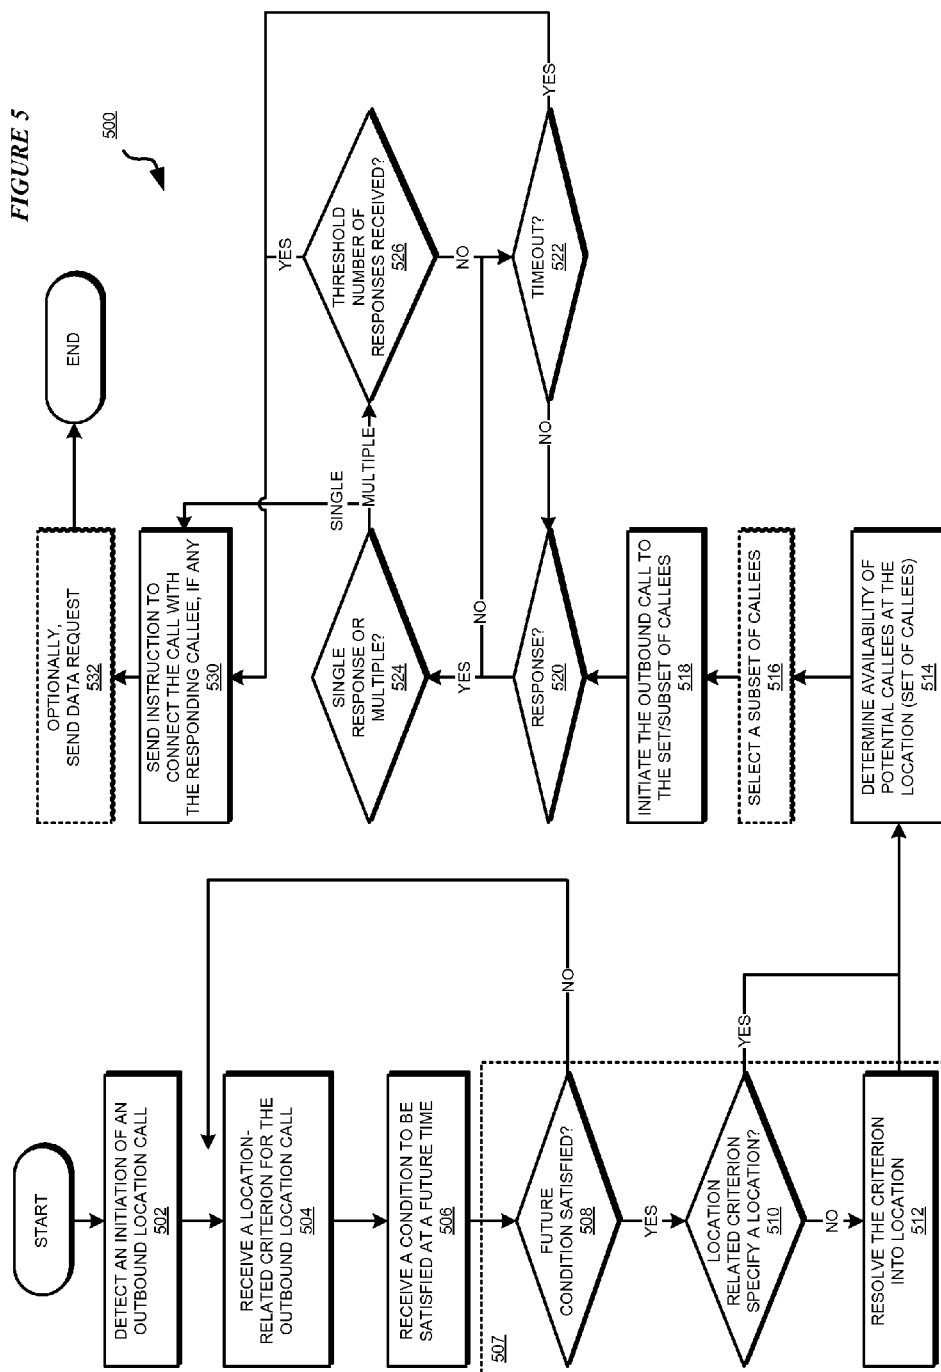 FIGURE 5
500
START
DETECT AN INITIATION OF AN
OUTBOUND LOCATION CALL
502
RECEIVE A LOCATION-
RELATED CRITERION FOR THE
OUTBOUND LOCATION CALL
504
RECEIVE A CONDITION TO BE
SATISFIED AT A FUTURE TIME
506
507
FUTURE
CONDITION SATISFIED?
508
NO
YES
LOCATION
RELATED CRITERION
SPECIFY A LOCATION?
510
YES
NO
RESOLVE THE CRITERION
INTO LOCATION
512
DETERMINE AVAILABILITY OF
POTENTIAL CALLEES AT THE
LOCATION (SET OF CALLEES)
514
SELECT A SUBSET OF CALLEES
516
INITIATE THE OUTBOUND CALL TO
THE SET/SUBSET OF CALLEES
518
RESPONSE?
520
NO
YES
SINGLE
RESPONSE OR
MULTIPLE?
524
SINGLE
MULTIPLE
THRESHOLD
NUMBER OF
RESPONSES RECEIVED?
526
YES
NO
TIMEOUT?
522
YES
NO
SEND INSTRUCTION TO
CONNECT THE CALL WITH
THE RESPONDING CALLEE, IF ANY
530
OPTIONALLY,
SEND DATA REQUEST
532
END